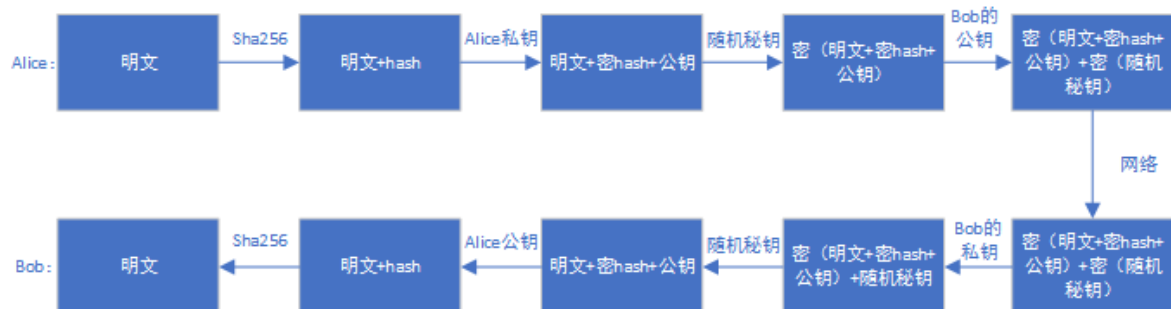 Alice:
明文
Sha256
明文+hash
Alice私钥
明文+密hash+公钥
随机秘钥
密（明文+密hash+
公钥）
Bob的
公钥
密（明文+密hash+
公钥）+密（随机
秘钥）
网络
Bob:
明文
Sha256
明文+hash
Alice公钥
明文+密hash+公钥
随机秘钥
密（明文+密hash+
公钥）+随机秘钥
Bob的
私钥
密（明文+密hash+
公钥）+密（随机
秘钥）